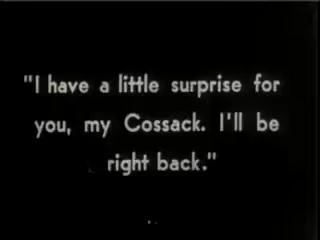 "I have a little surprise for
you, my Cossack. I'll be
right back."